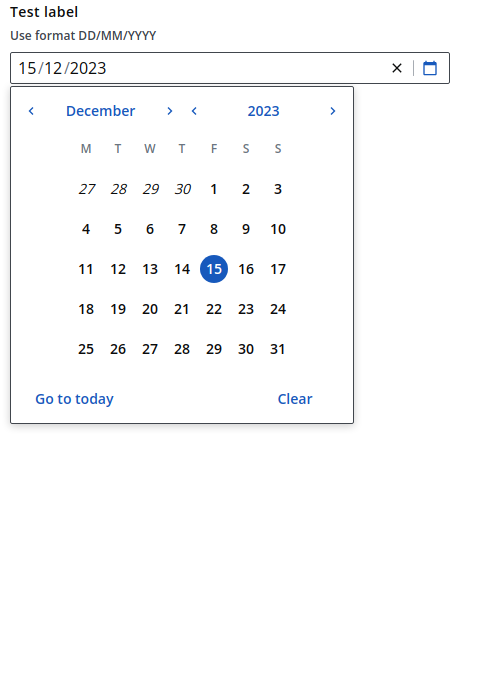 Test label
Use format DD/MM/YYYY
15/12/2023
December 2023
M T W T F S S
27 28 29 30 1 2 3
4 5 6 7 8 9 10
11 12 13 14 15 16 17
18 19 20 21 22 23 24
25 26 27 28 29 30 31
Go to today Clear